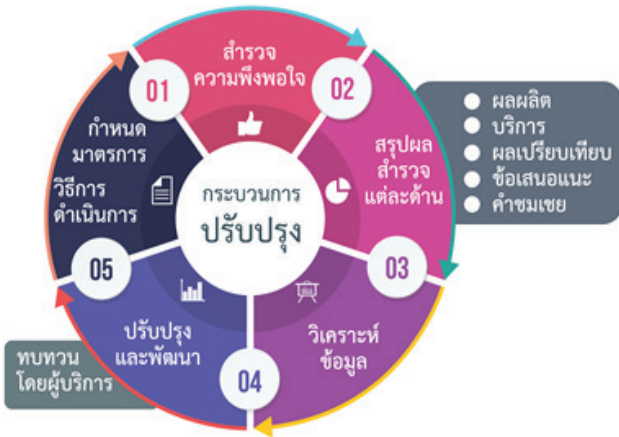 กระบวนการ
ปรับปรุง
01
สำรวจ
ความพึงพอใจ
02
สรุปผล
สำรวจ
แต่ละด้าน
ผลผลิต
บริการ
ผลเปรียบเทียบ
ข้อเสนอแนะ
คำชมเชย
03
วิเคราะห์
ข้อมูล
04
ปรับปรุง
และพัฒนา
ทบทวน
โดยผู้บริการ
05
กำหนด
มาตรการ
วิธีการ
ดำเนินการ